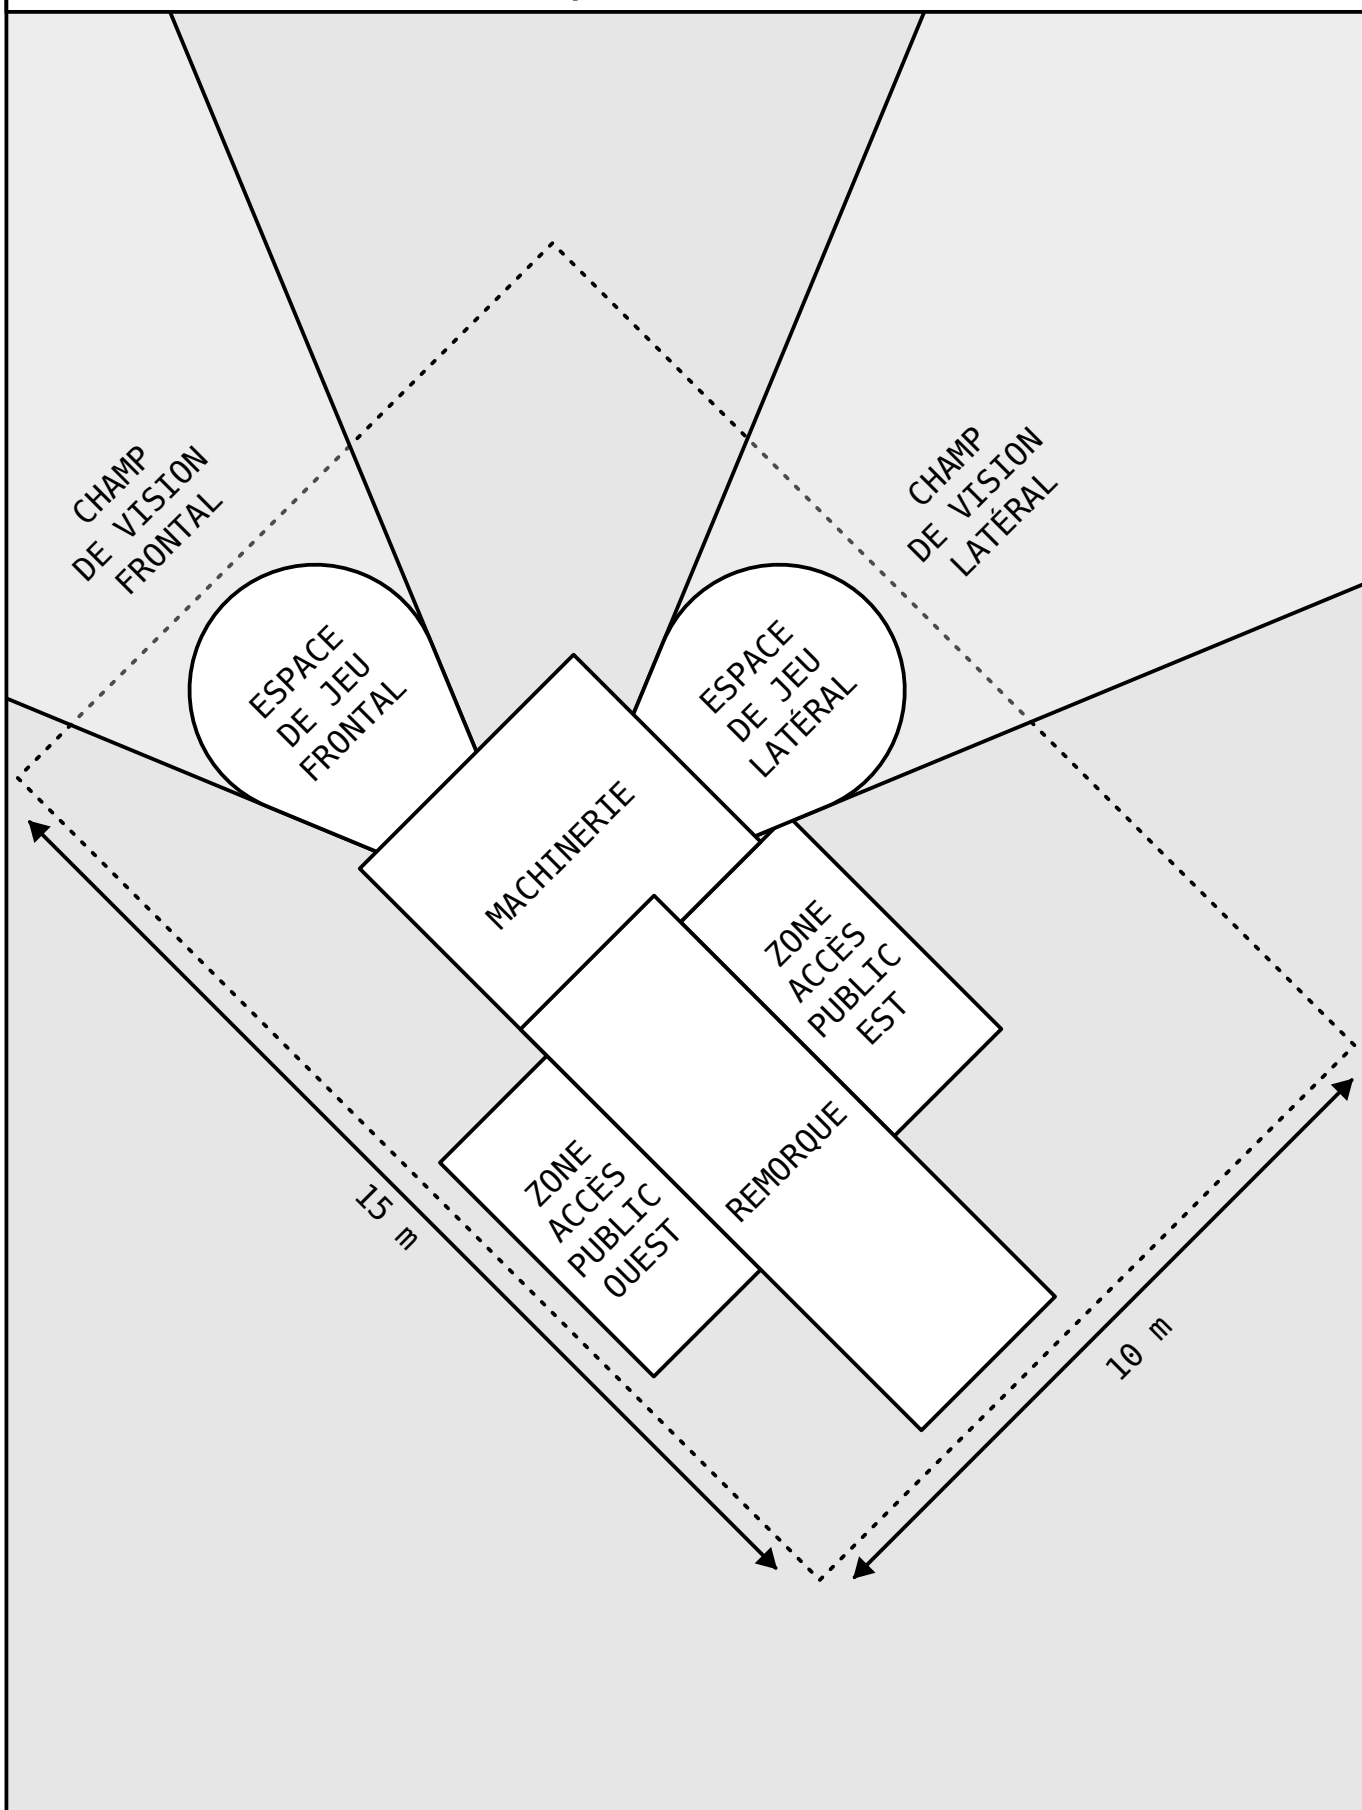 CHAMP
DE VISION
FRONTAL
CHAMP
DE VISION
LATÉRAL
ESPACE
DE JEU
FRONTAL
ESPACE
DE JEU
LATÉRAL
MACHINERIE
ZONE
ACCÈS
PUBLIC
EST
REMORQUE
ZONE
ACCÈS
PUBLIC
OUEST
15 m
10 m